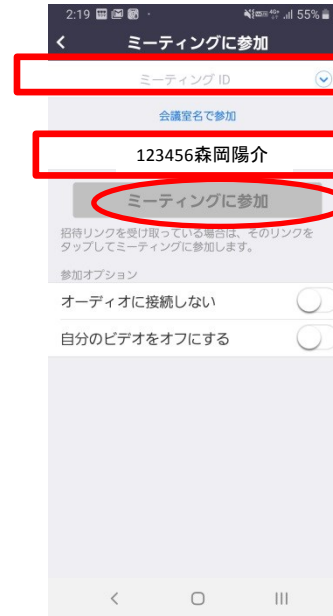 2:19 55%
ミーティングに参加
ミーティング ID
会議室名で参加
123456森岡陽介
ミーティングに参加
招待リンクを受け取っている場合は、そのリンクを
タップしてミーティングに参加します。
参加オプション
オーディオに接続しない
自分のビデオをオフにする